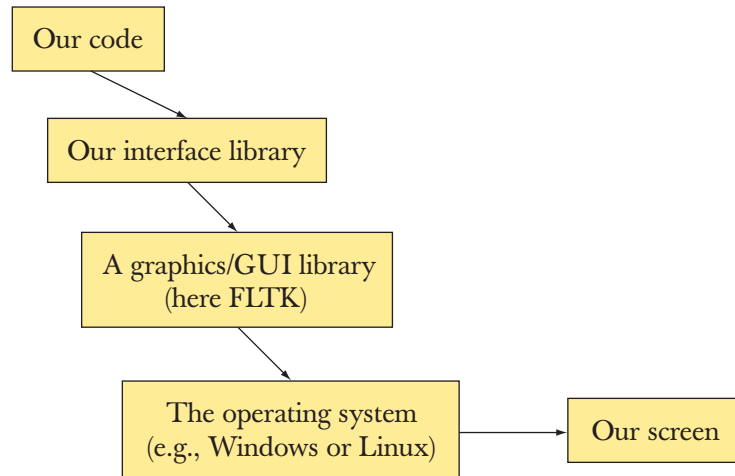 Our code
Our interface library
A graphics/GUI library
(here FLTK)
The operating system
(e.g., Windows or Linux)
Our screen